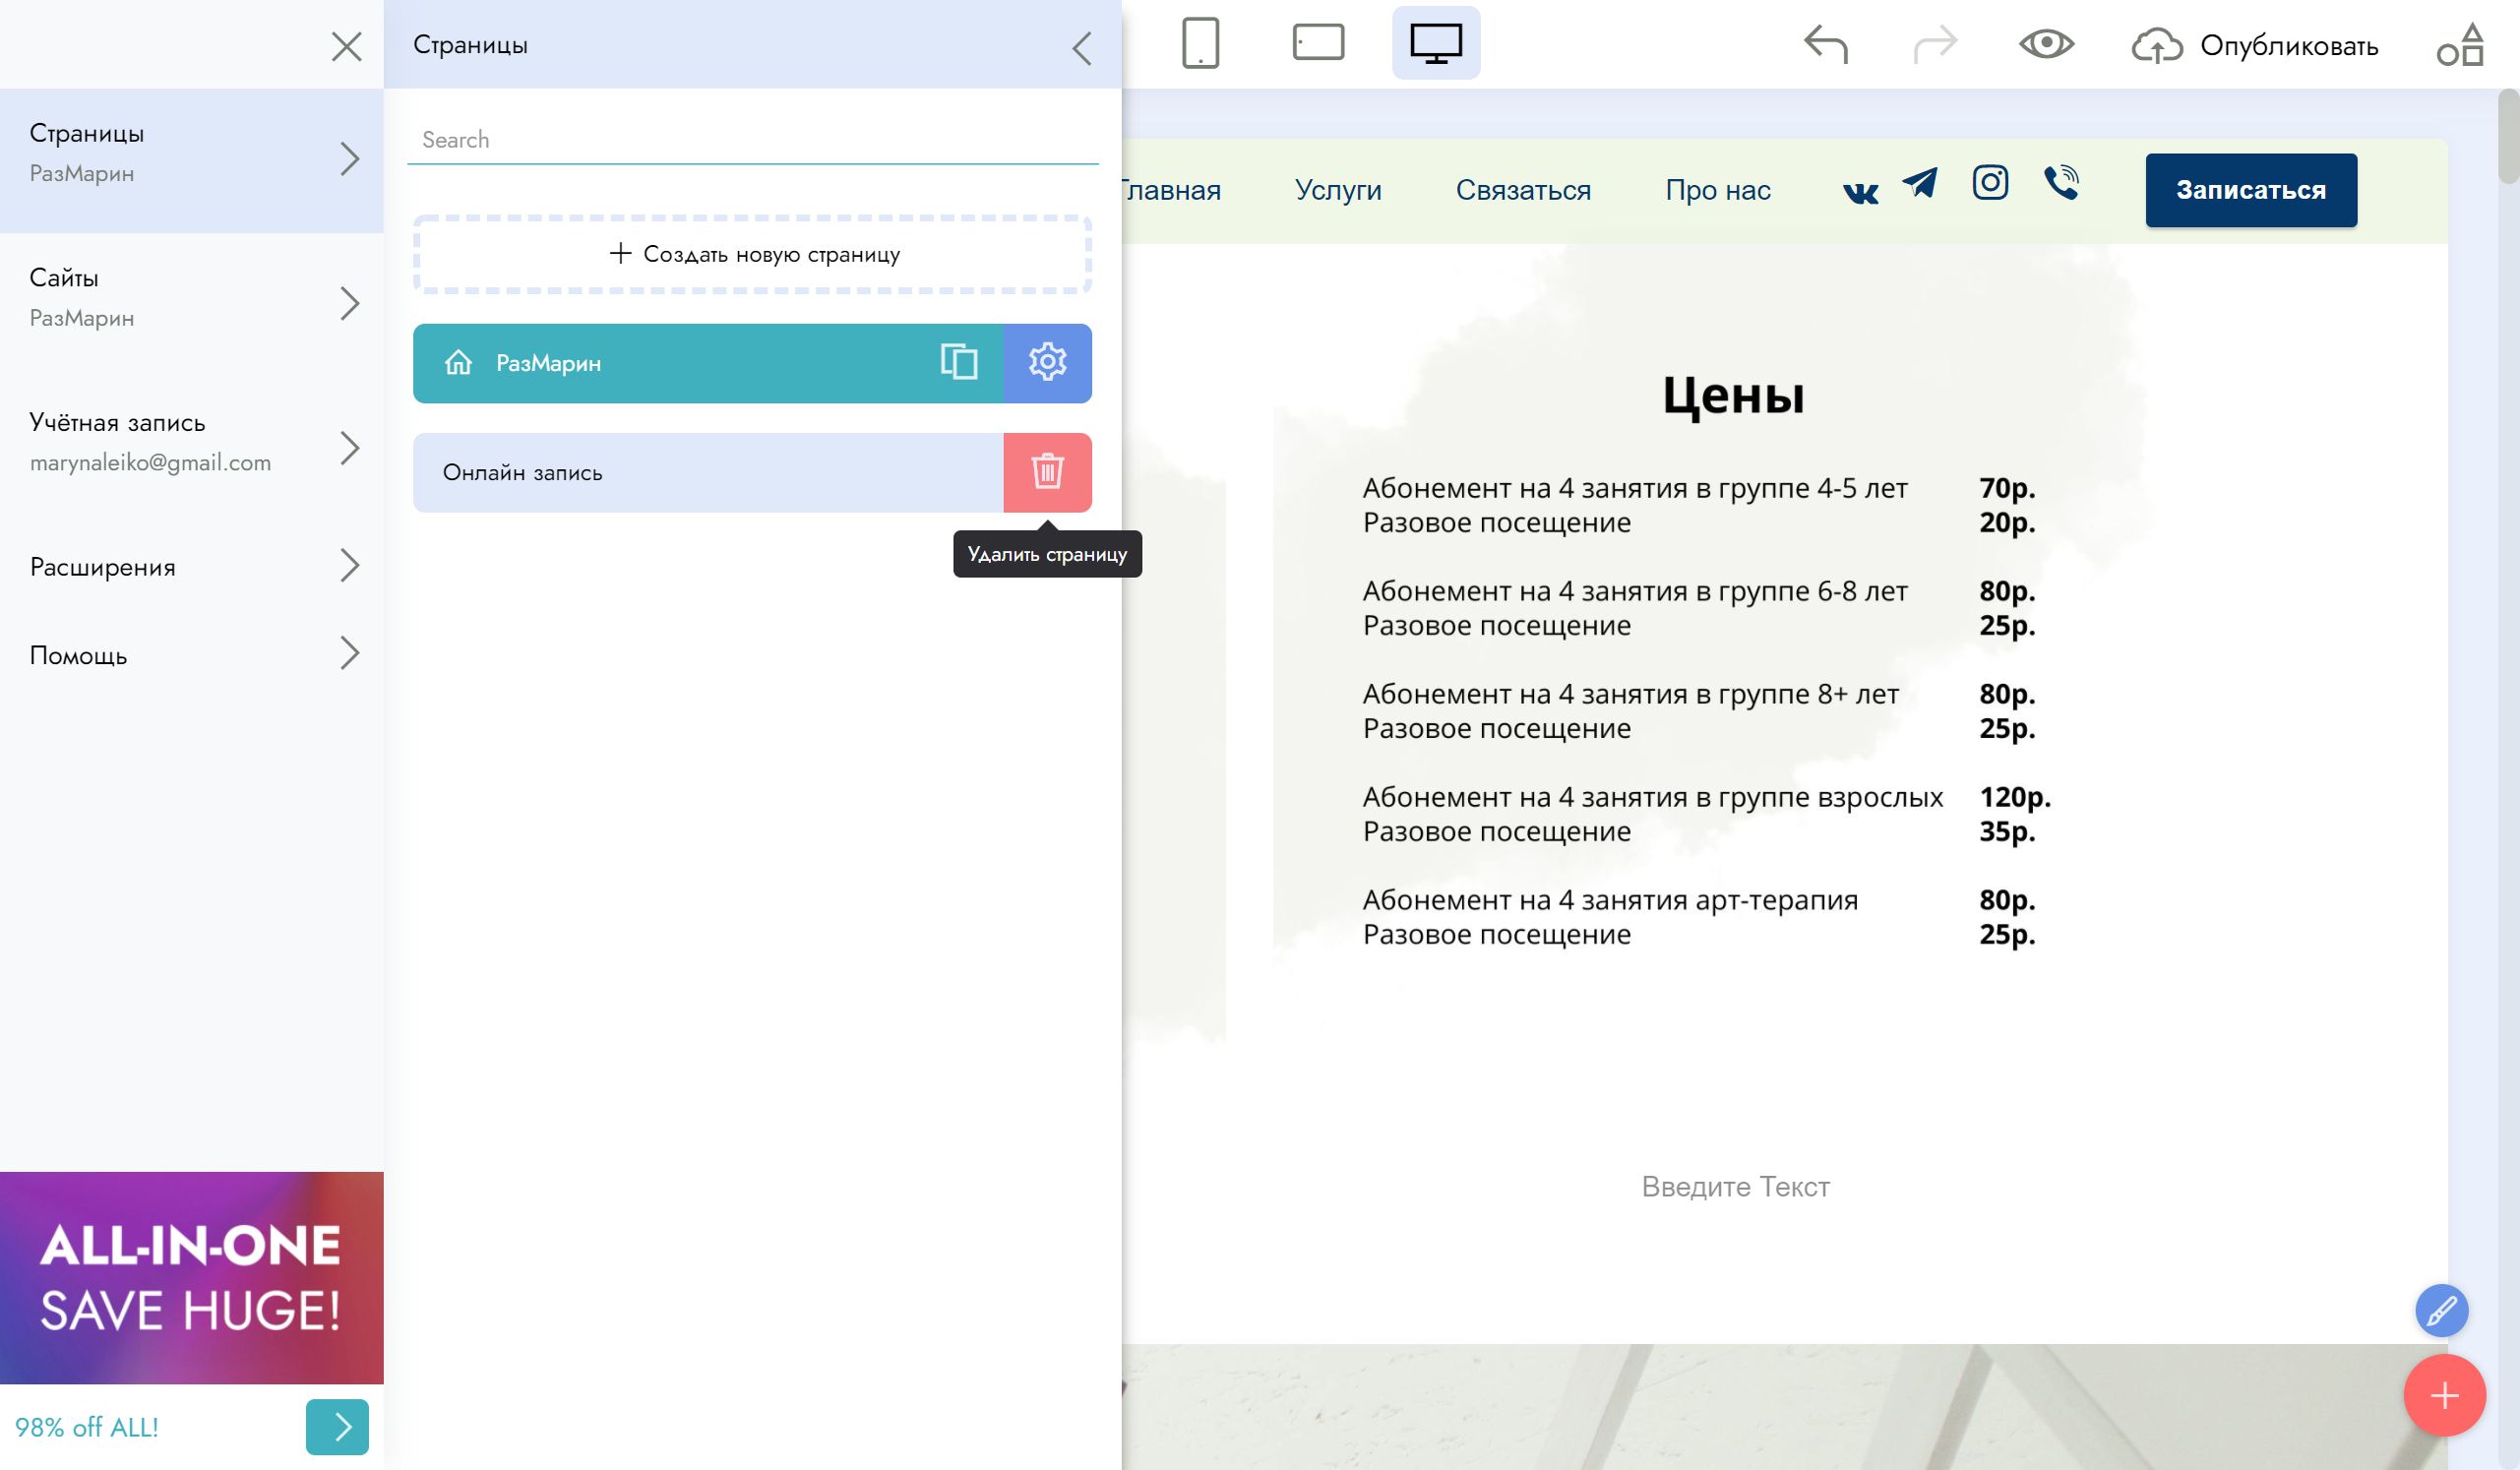 Страницы
РазМарин
Сайты
РазМарин
Учётная запись
marynaleiko@gmail.com
Расширения
Помощь
ALL-IN-ONE
SAVE HUGE!
98% off ALL!
Страницы
Search
+ Создать новую страницу
РазМарин
Онлайн запись
Удалить страницу
Опубликовать
Главная Услуги Связаться Про нас Записаться
Цены
Абонемент на 4 занятия в группе 4-5 лет 70р.
Разовое посещение 20р.
Абонемент на 4 занятия в группе 6-8 лет 80р.
Разовое посещение 25р.
Абонемент на 4 занятия в группе 8+ лет 80р.
Разовое посещение 25р.
Абонемент на 4 занятия в группе взрослых 120р.
Разовое посещение 35р.
Абонемент на 4 занятия арт-терапия 80р.
Разовое посещение 25р.
Введите Текст